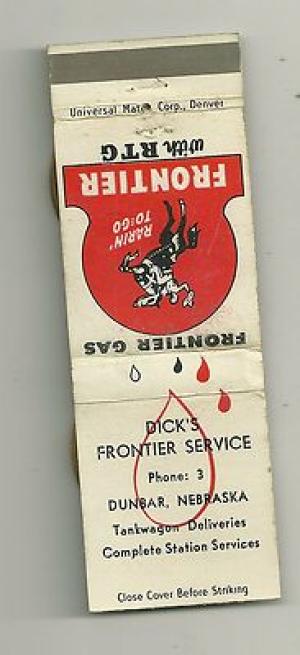 Universal Match Corp., Denver
FRONTIER GAS
RARIN'
TO-GO
FRONTIER
with RTG
DICK'S
FRONTIER SERVICE
Phone: 3
DUNBAR, NEBRASKA
Tankwagon Deliveries
Complete Station Services
Close Cover Before Striking